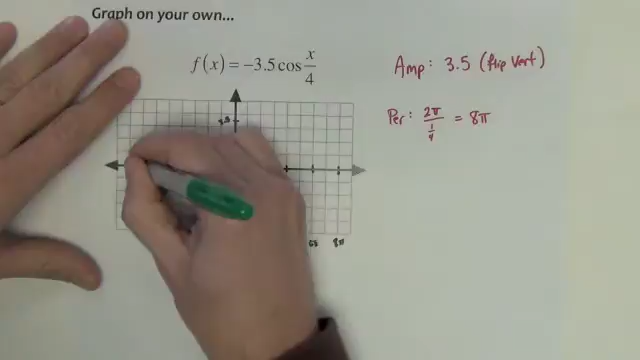 Graph on your own...
f(x) = -3.5 cos x/4
Amp: 3.5 (flip vert)
Per: 2π/(1/4) = 8π
8π